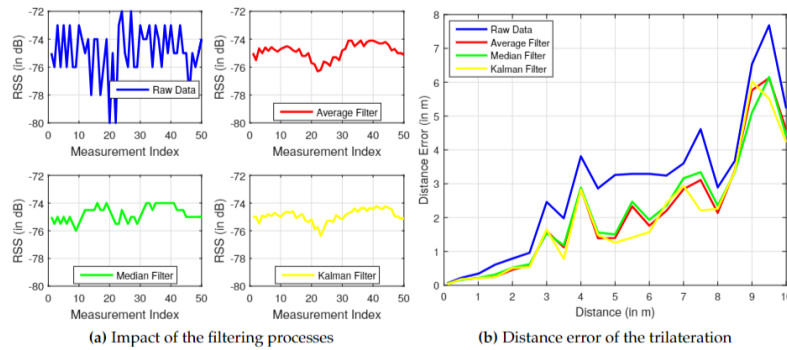 -72
-74
-76
-78
-80
RSS (in dB)
0 10 20 30 40 50
Measurement Index
Raw Data
-72
-74
-76
-78
-80
RSS (in dB)
0 10 20 30 40 50
Measurement Index
Average Filter
-72
-74
-76
-78
-80
RSS (in dB)
0 10 20 30 40 50
Measurement Index
Median Filter
-72
-74
-76
-78
-80
RSS (in dB)
0 10 20 30 40 50
Measurement Index
Kalman Filter
(a) Impact of the filtering processes
8
7
6
5
4
3
2
1
0
Distance Error (in m)
Raw Data
Average Filter
Median Filter
Kalman Filter
0 1 2 3 4 5 6 7 8 9 10
Distance (in m)
(b) Distance error of the trilateration